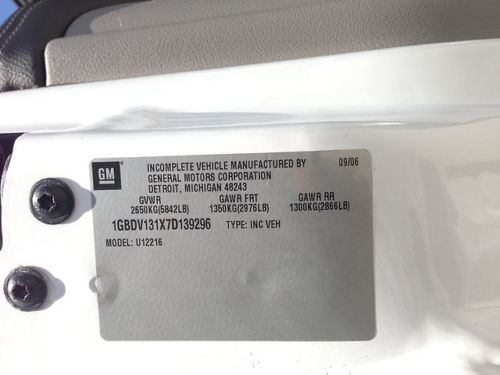 GM
INCOMPLETE VEHICLE MANUFACTURED BY 09/06
GENERAL MOTORS CORPORATION
DETROIT, MICHIGAN 48243
GVWR GAWR FRT GAWR RR
2650KG(5842LB) 1350KG(2976LB) 1300KG(2866LB)
1GBDV131X7D139296 TYPE: INC VEH
MODEL: U12216